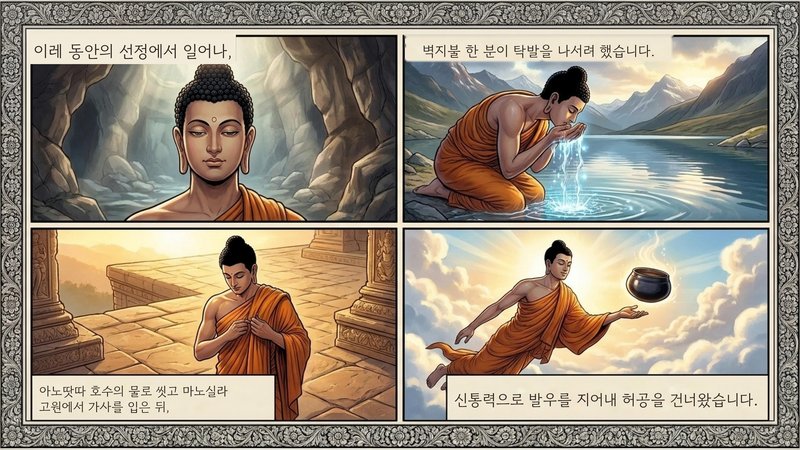 이레 동안의 선정에서 일어나,
벽지불 한 분이 탁발을 나서려 했습니다.
아노땃따 호수의 물로 씻고 마노실라
고원에서 가사를 입은 뒤,
신통력으로 발우를 지어내 허공을 건너왔습니다.